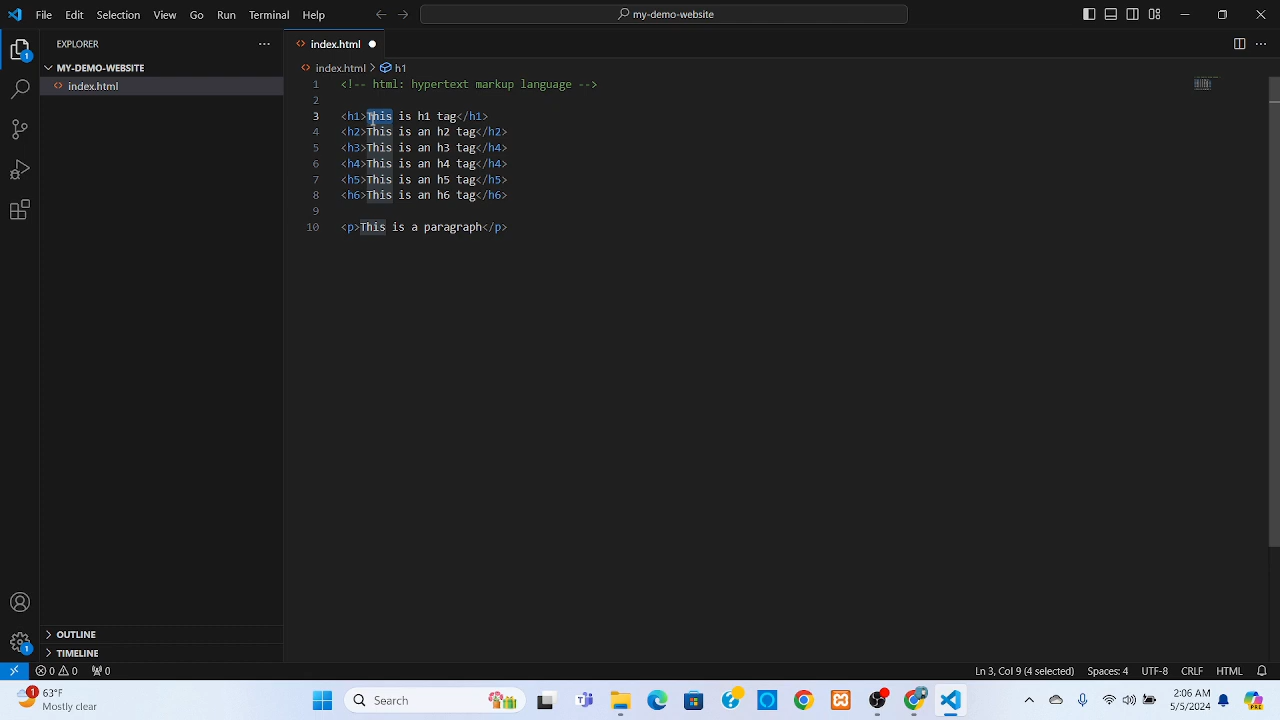 File Edit Selection View Go Run Terminal Help
my-demo-website
1
EXPLORER
index.html
MY-DEMO-WEBSITE
index.html > h1
index.html
1 <!-- html: hypertext markup language -->
2
3 <h1>This is h1 tag</h1>
4 <h2>This is an h2 tag</h2>
5 <h3>This is an h3 tag</h4>
6 <h4>This is an h4 tag</h4>
7 <h5>This is an h5 tag</h5>
8 <h6>This is an h6 tag</h6>
9
10 <p>This is a paragraph</p>
OUTLINE
1
TIMELINE
0 0 0
Ln 3, Col 9 (4 selected) Spaces: 4 UTF-8 CRLF HTML
1
63°F
Mostly clear
Search
2:06 AM
5/5/2024
PRE